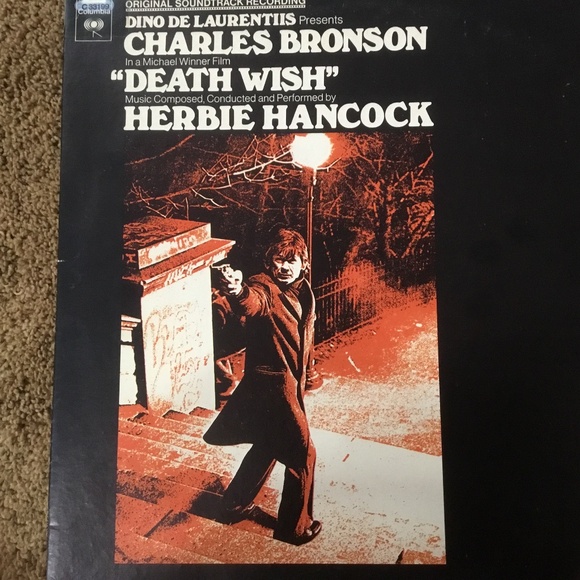 ORIGINAL SOUNDTRACK RECORDING
Columbia
DINO DE LAURENTIIS Presents
CHARLES BRONSON
In a Michael Winner Film
"DEATH WISH"
Music Composed, Conducted and Performed by
HERBIE HANCOCK